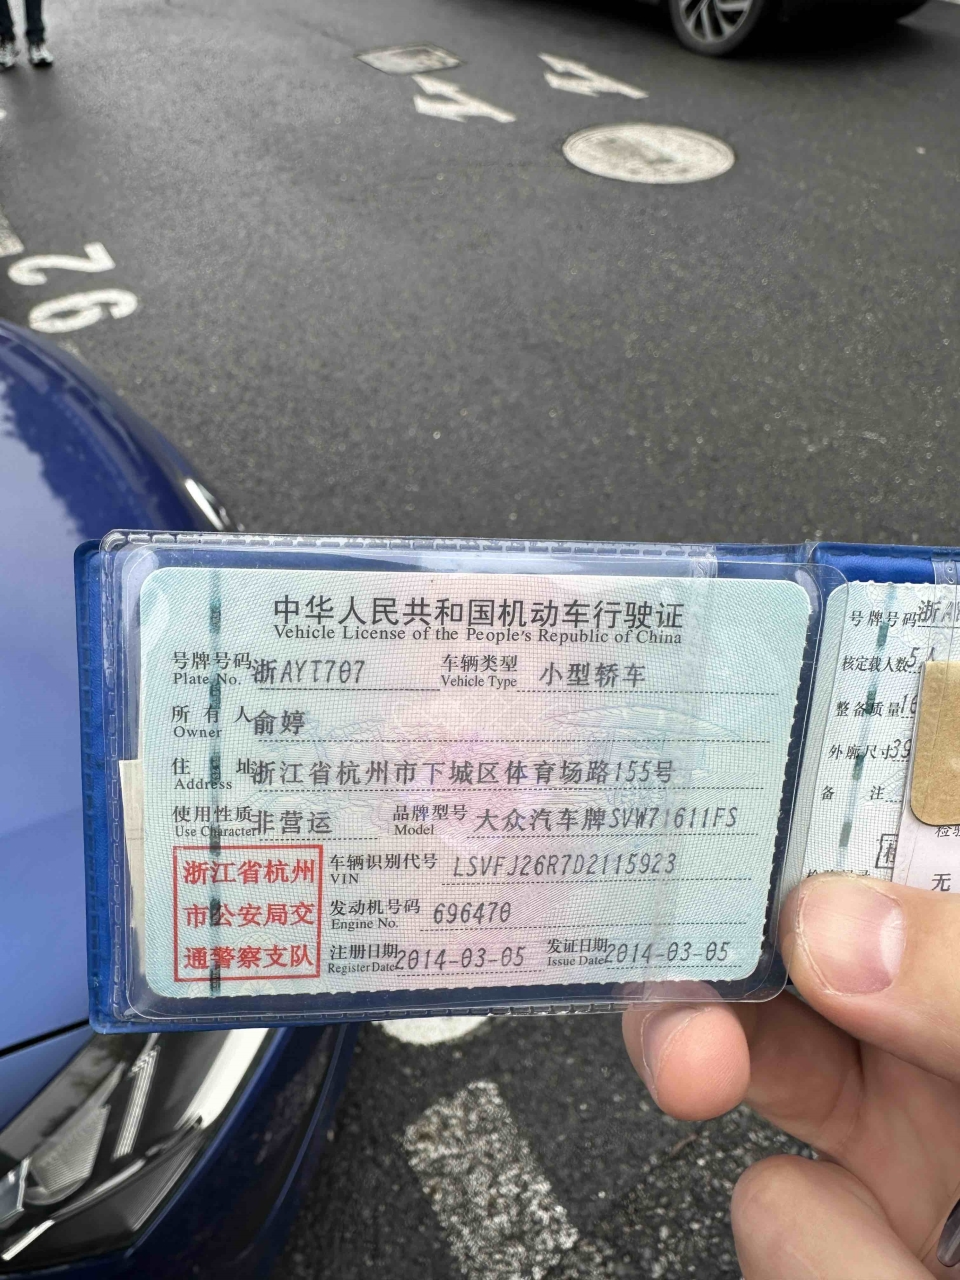 26
中华人民共和国机动车行驶证
Vehicle License of the People's Republic of China
号牌号码 浙AYT707 车辆类型 小型轿车
Plate No. Vehicle Type
所有人 俞婷
Owner
住址 浙江省杭州市下城区体育场路155号
Address
使用性质 非营运 品牌型号 大众汽车牌SVW71611FS
Use Character Model
浙江省杭州
市公安局交
通警察支队
车辆识别代号 LSVFJ26R7D2115923
VIN
发动机号码 696470
Engine No.
注册日期 2014-03-05 发证日期 2014-03-05
Register Date Issue Date
号牌号码 浙A
核定载人数 5人
整备质量
外廓尺寸
备注
无